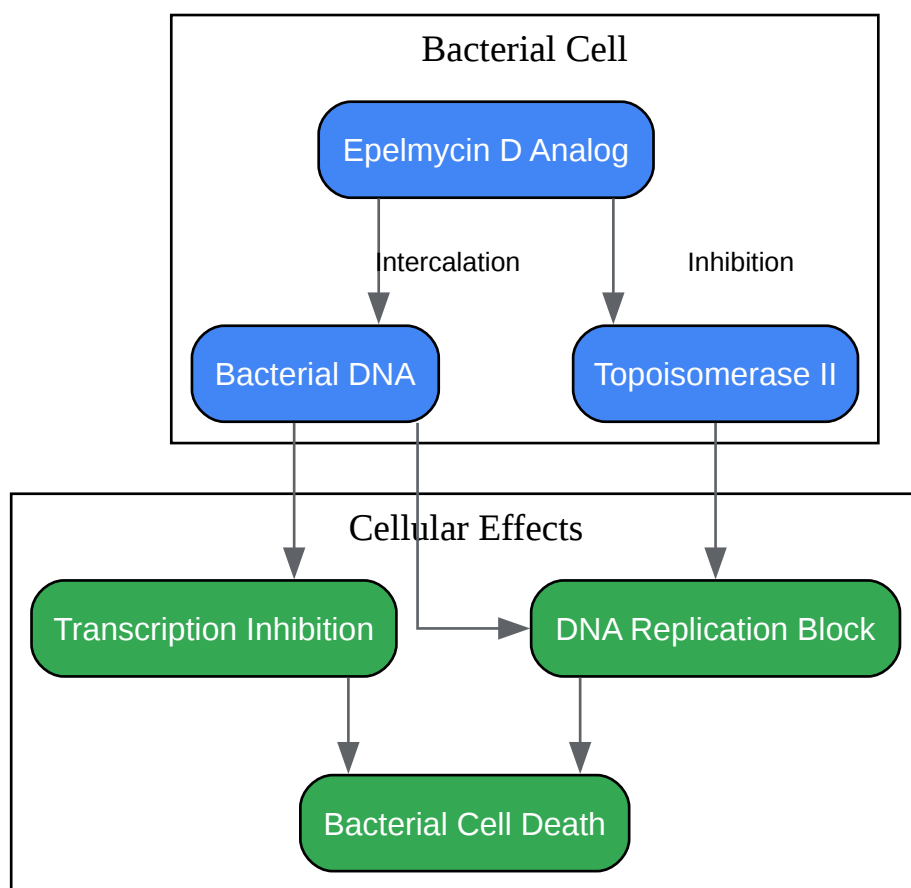 Bacterial Cell
Epelmycin D Analog
Intercalation
Inhibition
Bacterial DNA
Topoisomerase II
Cellular Effects
Transcription Inhibition
DNA Replication Block
Bacterial Cell Death